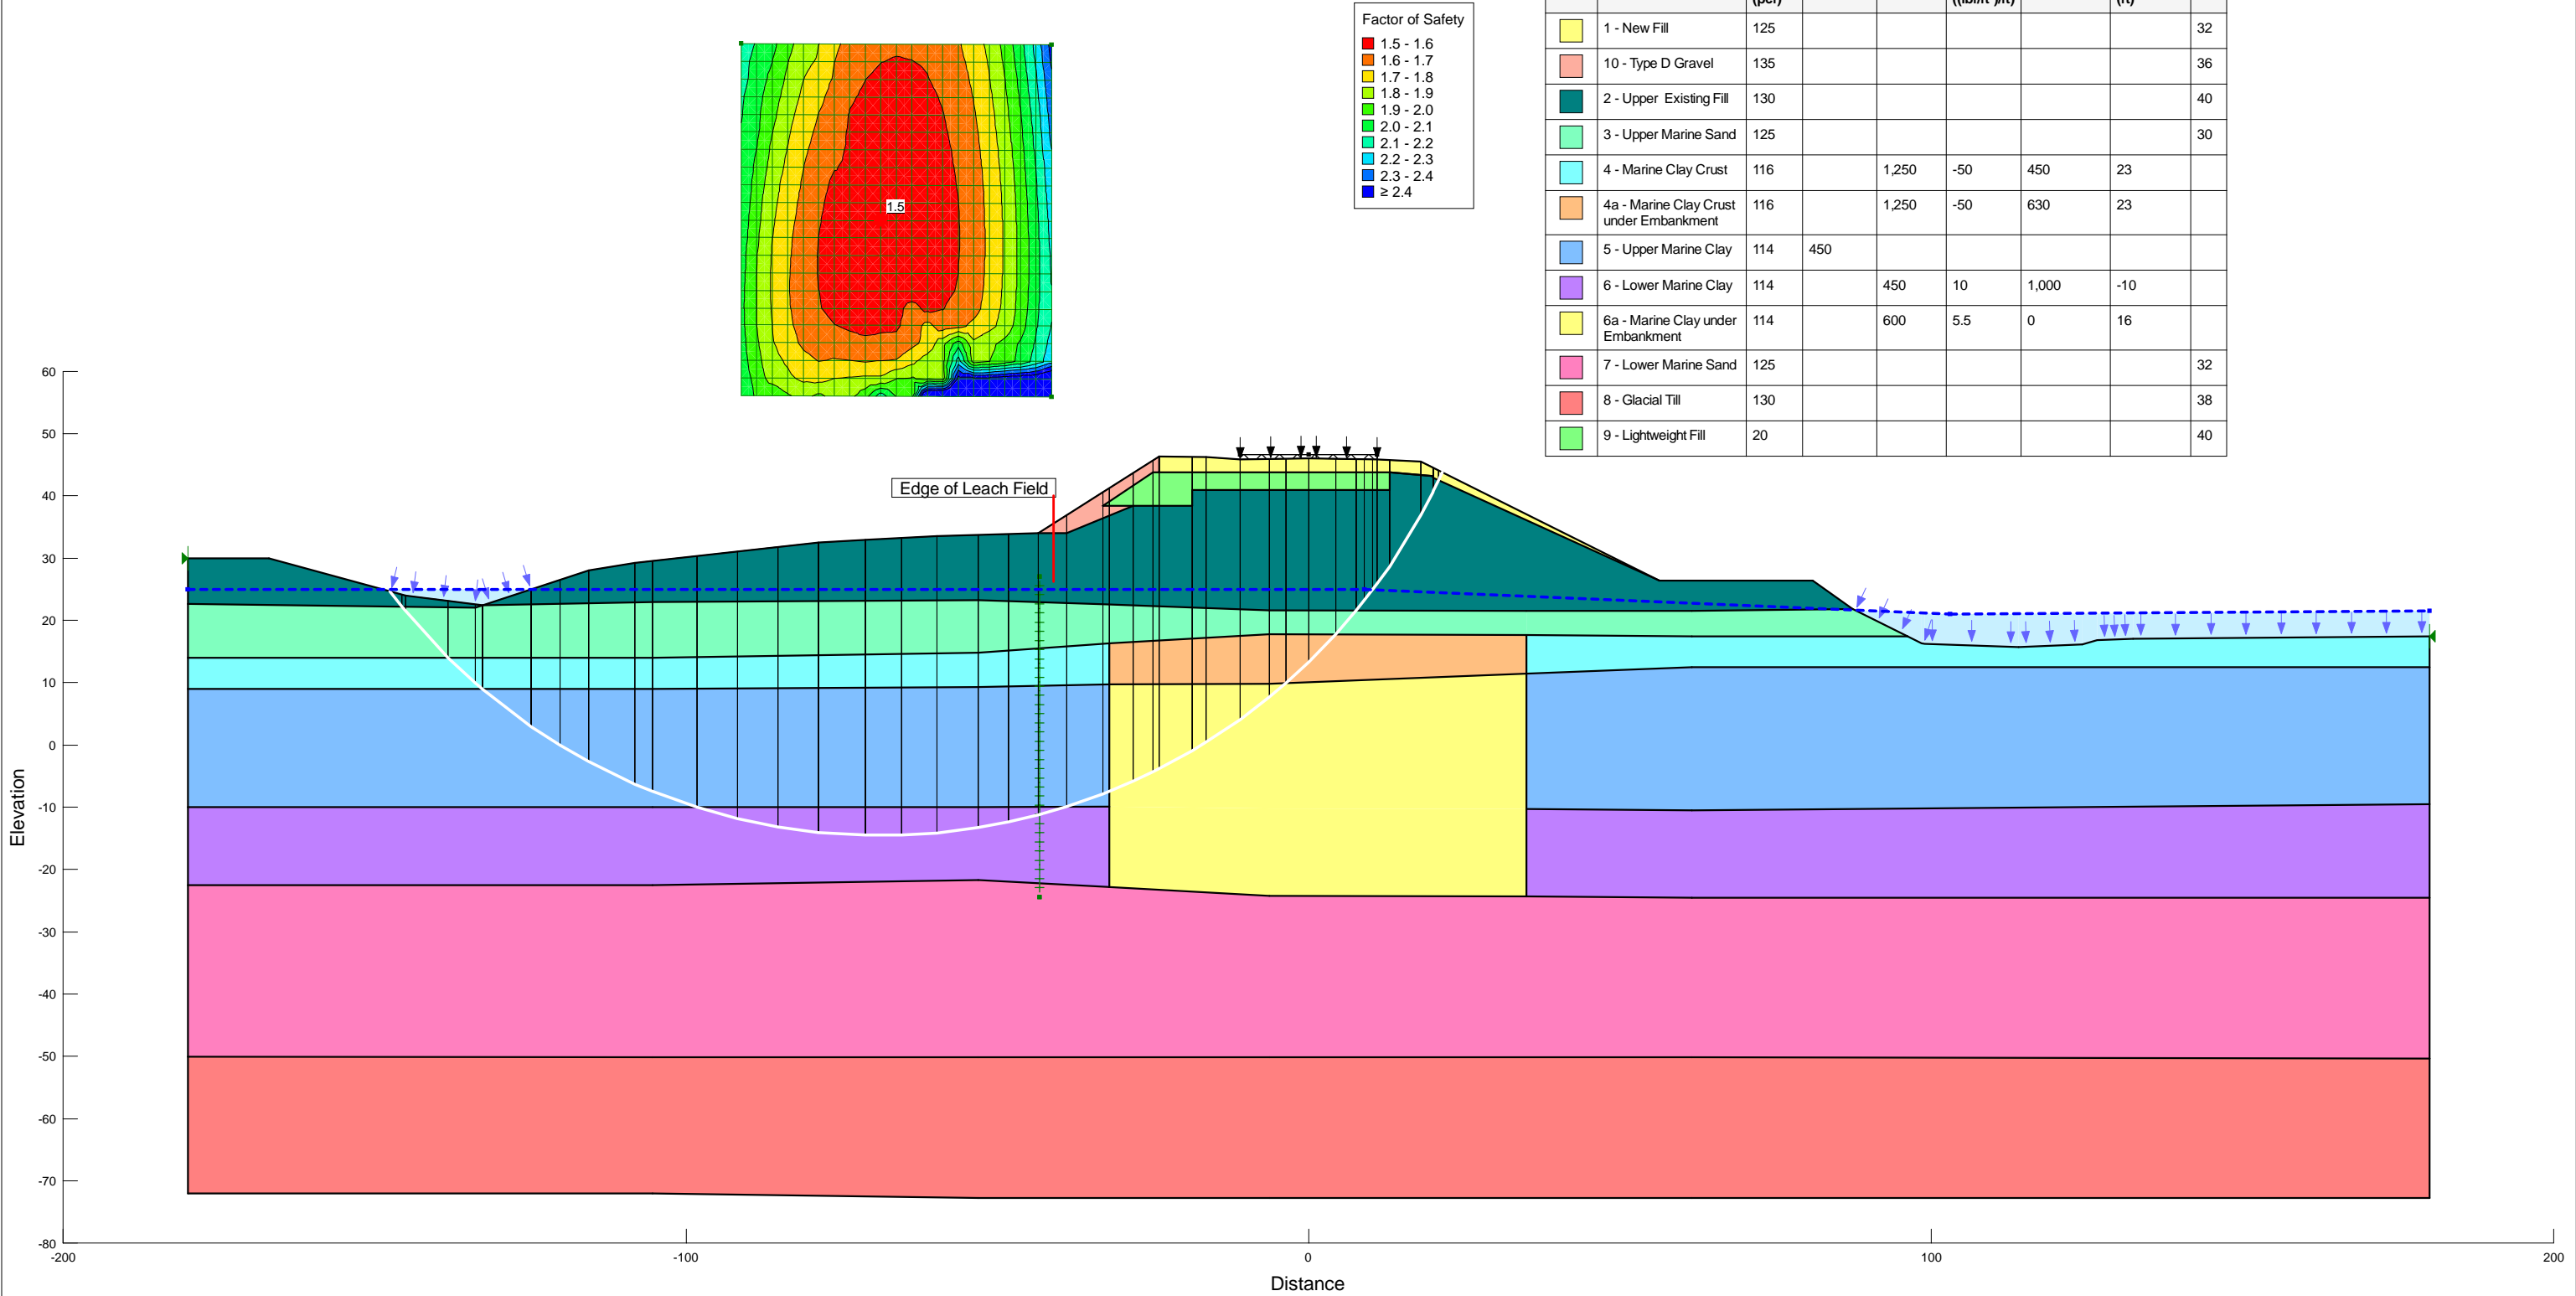 Factor of Safety
1.5 - 1.6
1.6 - 1.7
1.7 - 1.8
1.8 - 1.9
1.9 - 2.0
2.0 - 2.1
2.1 - 2.2
2.2 - 2.3
2.3 - 2.4
≥ 2.4
1.5
(pcf) ((lbf/ft²)/ft) (ft)
1 - New Fill 125 32
10 - Type D Gravel 135 36
2 - Upper Existing Fill 130 40
3 - Upper Marine Sand 125 30
4 - Marine Clay Crust 116 1,250 -50 450 23
4a - Marine Clay Crust 116 1,250 -50 630 23
under Embankment
5 - Upper Marine Clay 114 450
6 - Lower Marine Clay 114 450 10 1,000 -10
6a - Marine Clay under 114 600 5.5 0 16
Embankment
7 - Lower Marine Sand 125 32
8 - Glacial Till 130 38
9 - Lightweight Fill 20 40
Edge of Leach Field
60
50
40
30
20
10
0
-10
-20
-30
-40
-50
-60
-70
-80
Elevation
-200 -100 0 100 200
Distance